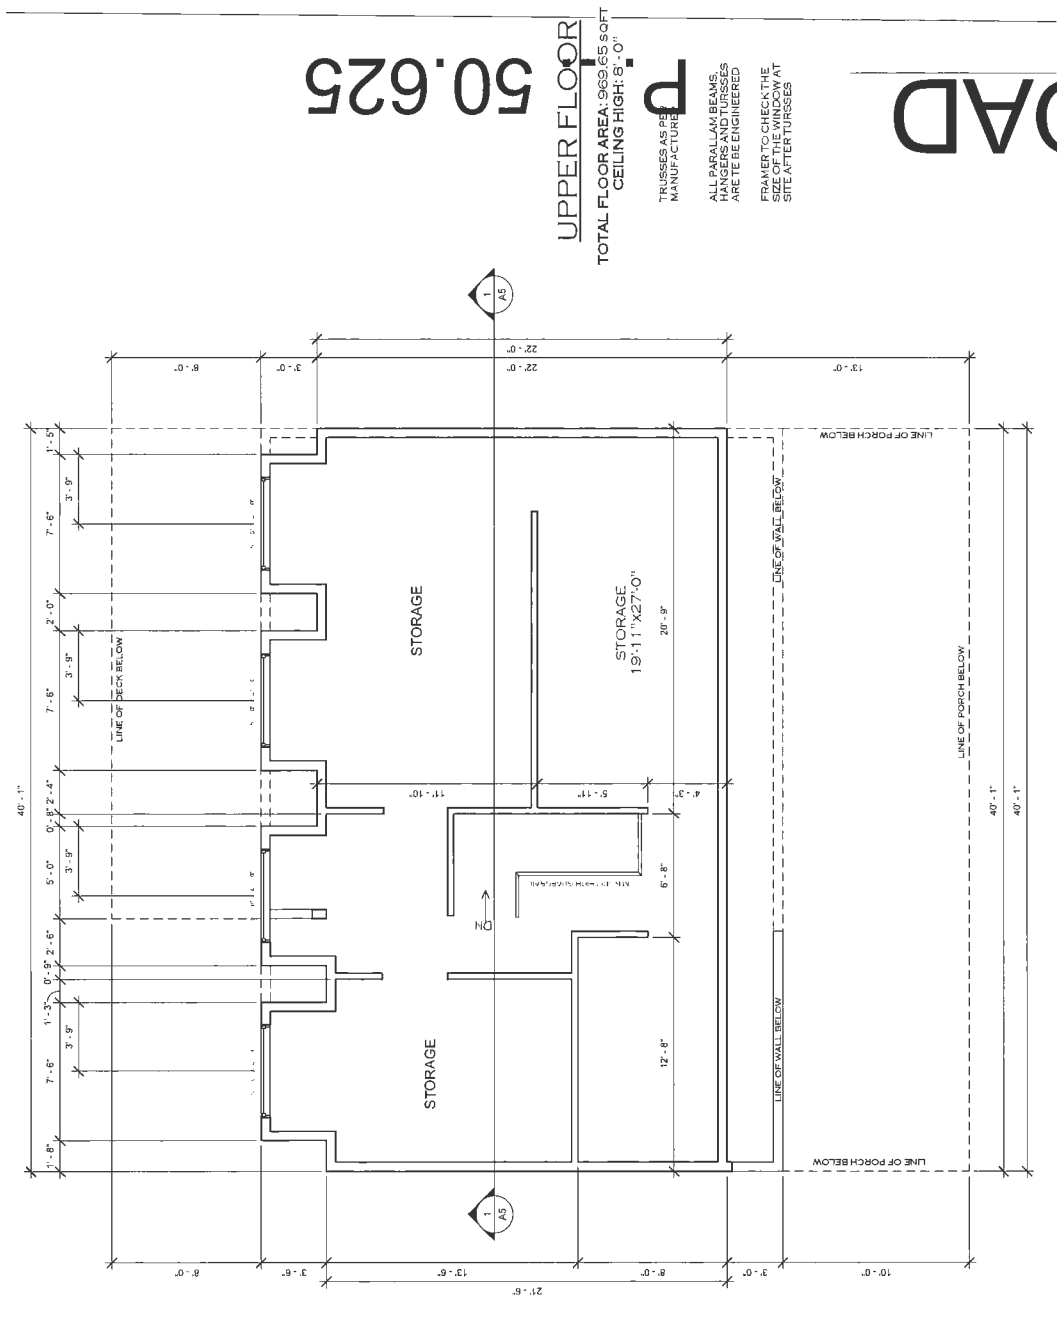 50.625
P.
OAD
UPPER FLOOR
TOTAL FLOOR AREA: 969.65 SQFT
CEILING HIGH: 8'-0"
TRUSSES AS PER
MANUFACTURER
ALL PARALLAM BEAMS,
HANGERS AND TURSSES
ARE TE BE ENGINEERED
FRAMER TO CHECK THE
SIZE OF THE WINDOW AT
SITE AFTER TURSSES
1
A5
22' - 0"
8' - 0"
3' - 0"
22' - 0"
13' - 0"
40' - 1"
1' - 5"
7' - 6"
2' - 0"
7' - 6"
2' - 4"
0' - 8"
5' - 0"
2' - 6"
0' - 9"
1' - 3"
7' - 6"
1' - 8"
3' - 9"
3' - 9"
3' - 9"
3' - 9"
LINE OF DECK BELOW
STORAGE
STORAGE
19'-11"x27'-0"
STORAGE
11' - 10"
5' - 11"
4' - 3"
20' - 9"
6' - 8"
12' - 8"
DN
LINE OF PORCH BELOW
LINE OF WALL BELOW
LINE OF PORCH BELOW
LINE OF WALL BELOW
LINE OF PORCH BELOW
40' - 1"
40' - 1"
1
A5
8' - 0"
3' - 6"
13' - 6"
8' - 0"
3' - 0"
10' - 0"
21' - 6"